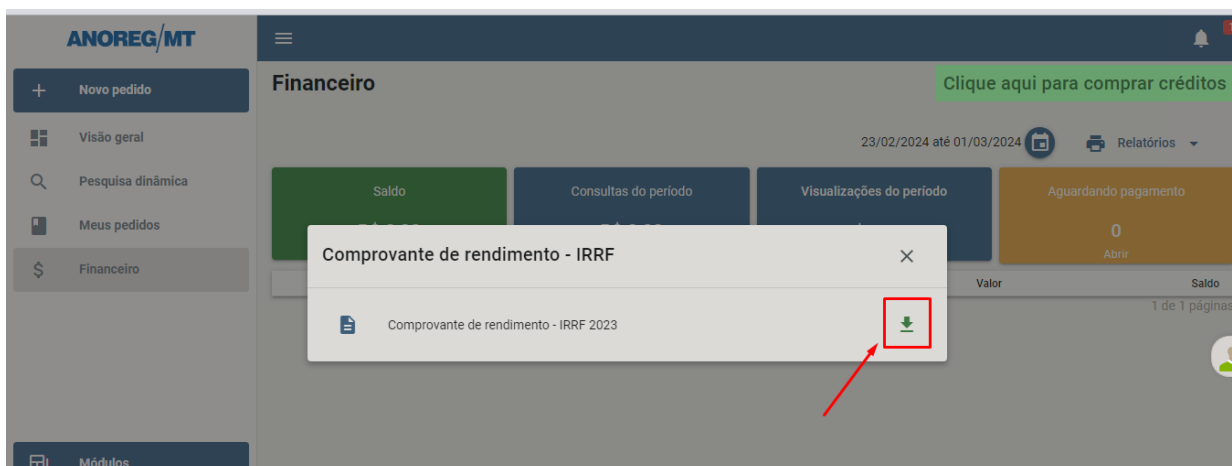 ANOREG/MT
Novo pedido
Visão geral
Pesquisa dinâmica
Meus pedidos
Financeiro
Módulos
Financeiro
Clique aqui para comprar créditos
23/02/2024 até 01/03/2024
Relatórios
Saldo
Consultas do período
Visualizações do período
Aguardando pagamento
0
Abrir
Valor
Saldo
1 de 1 páginas
Comprovante de rendimento - IRRF
Comprovante de rendimento - IRRF 2023